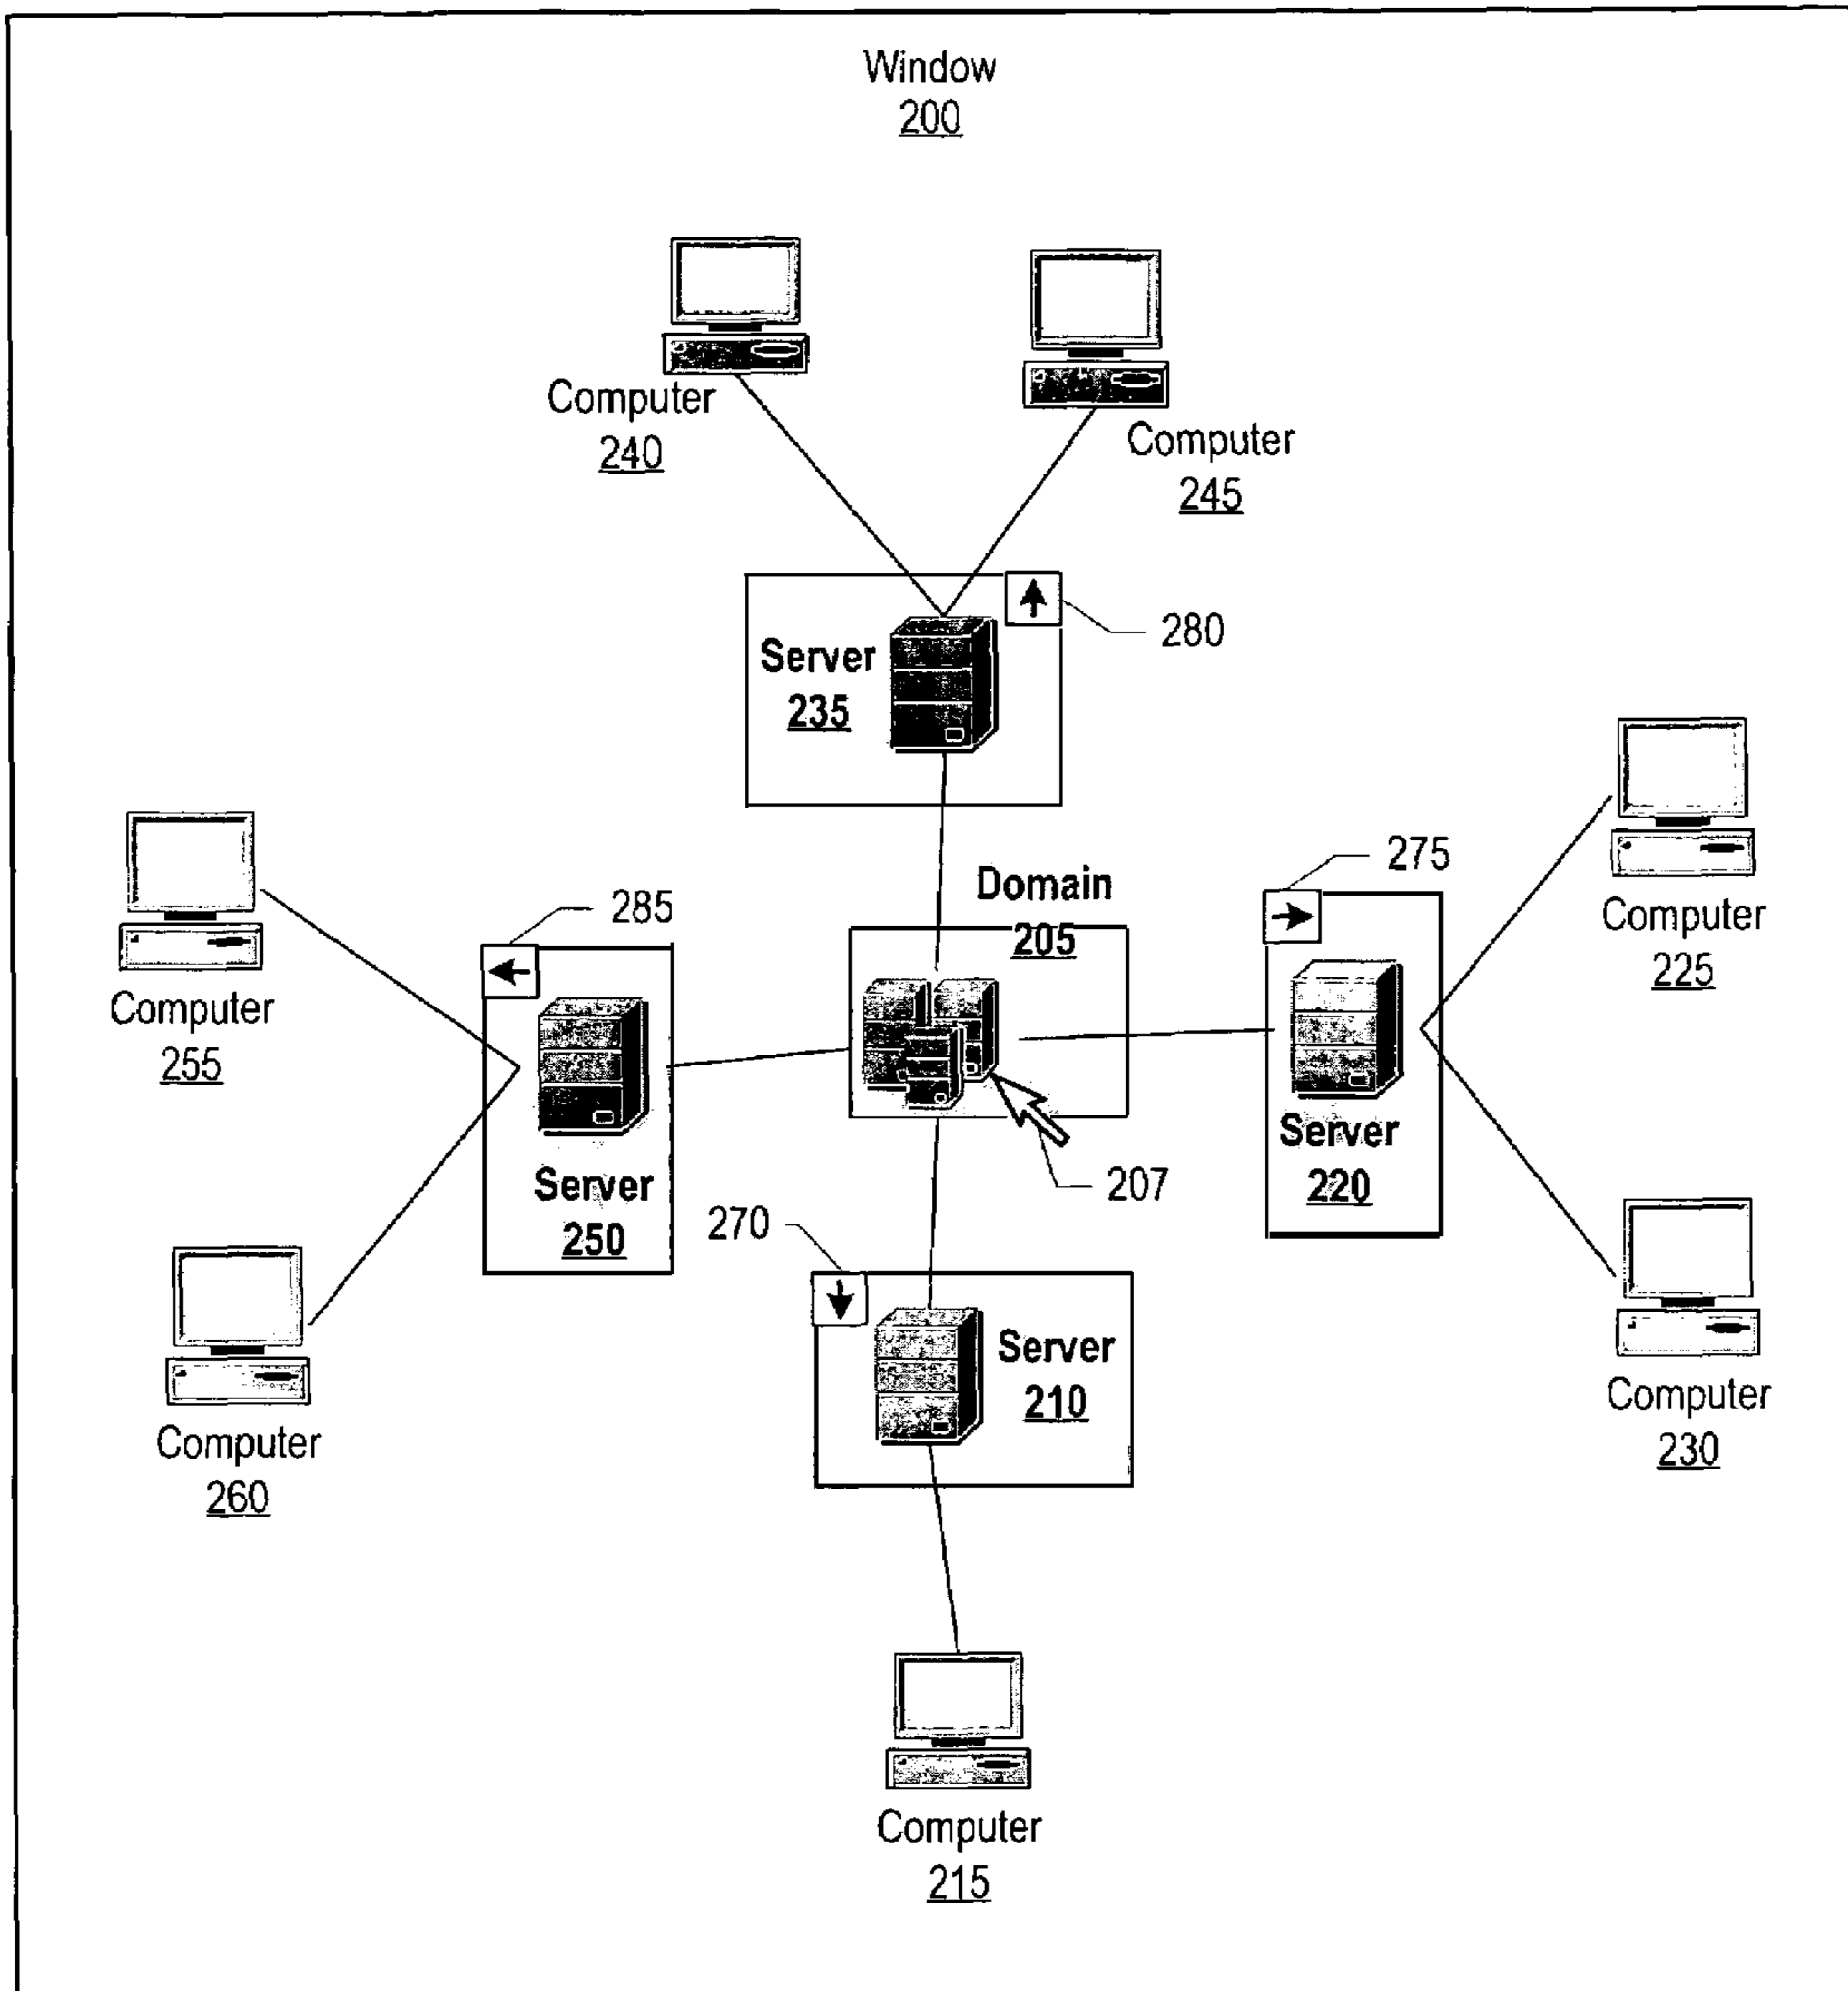 Window
200
Computer
240
Computer
245
280
Server
235
275
Domain
205
285
Computer
225
Computer
255
Server
220
207
Server
250
270
Server
210
Computer
230
Computer
260
Computer
215